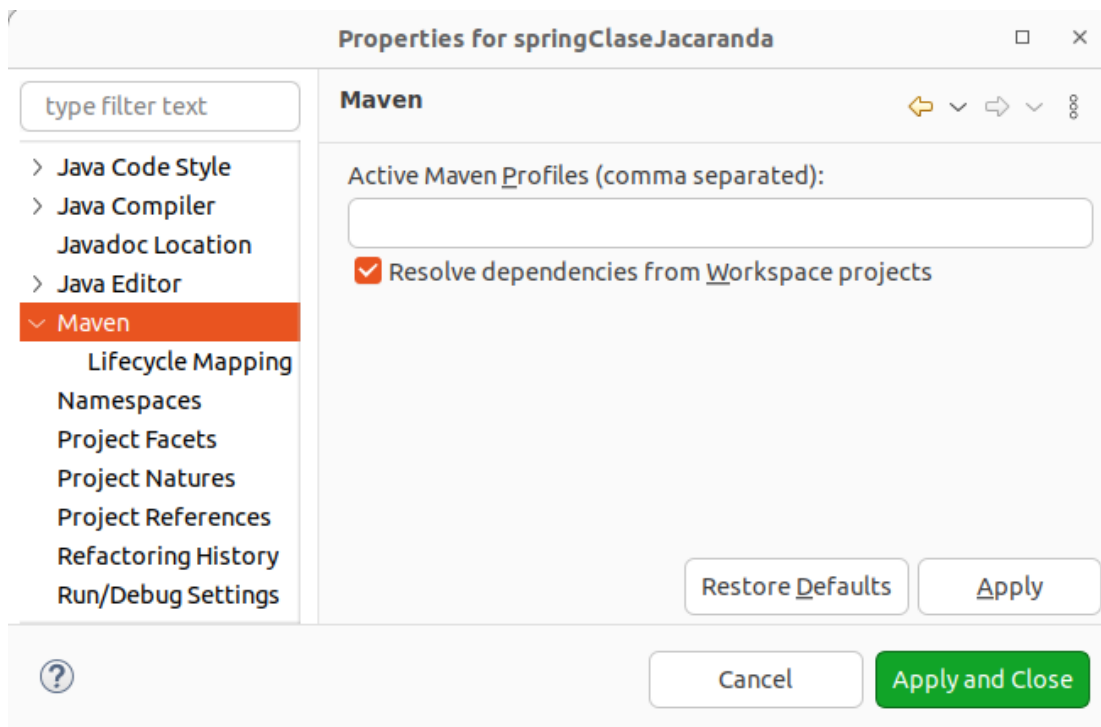 Properties for springClaseJacaranda
type filter text
Java Code Style
Java Compiler
Javadoc Location
Java Editor
Maven
Lifecycle Mapping
Namespaces
Project Facets
Project Natures
Project References
Refactoring History
Run/Debug Settings
Maven
Active Maven Profiles (comma separated):
Resolve dependencies from Workspace projects
Restore Defaults
Apply
?
Cancel
Apply and Close